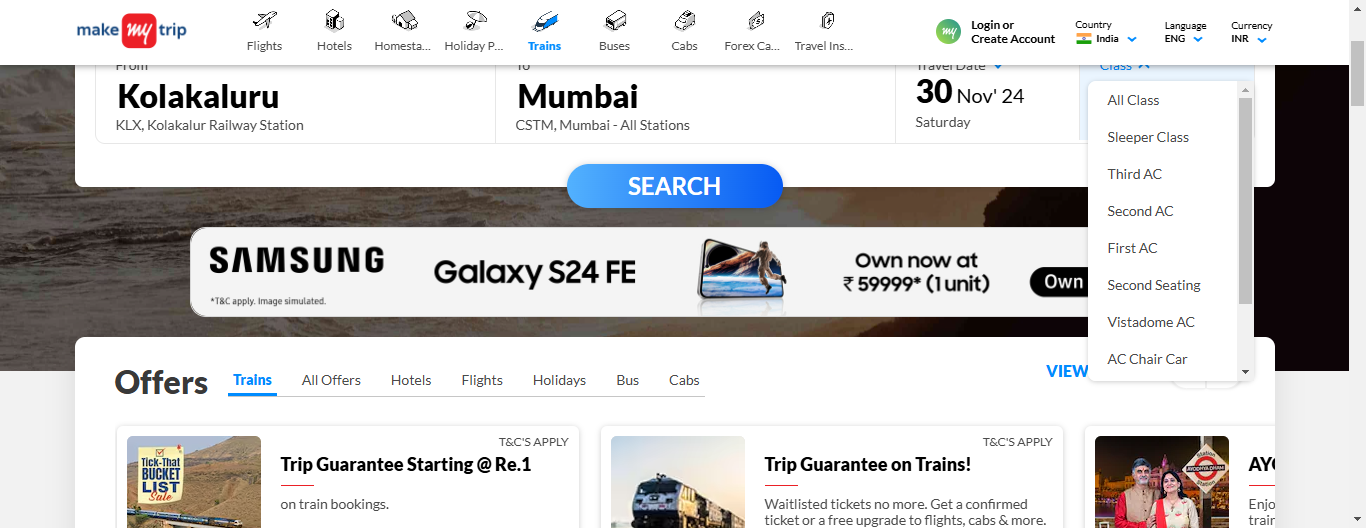 make my trip
Flights
Hotels
Homesta...
Holiday P...
Trains
Buses
Cabs
Forex Ca...
Travel Ins...
my
Login or
Create Account
Country
India
Language
ENG
Currency
INR
From
To
Travel Date
Class
Kolakaluru
KLX, Kolakalur Railway Station
Mumbai
CSTM, Mumbai - All Stations
30 Nov' 24
Saturday
All Class
Sleeper Class
Third AC
Second AC
First AC
Second Seating
Vistadome AC
AC Chair Car
SEARCH
SAMSUNG
*T&C apply. Image simulated.
Galaxy S24 FE
Own now at
₹ 59999* (1 unit)
Own
Offers
Trains
All Offers
Hotels
Flights
Holidays
Bus
Cabs
VIEW
TICK-THAT
BUCKET
LIST
Sale
T&C'S APPLY
Trip Guarantee Starting @ Re.1
on train bookings.
T&C'S APPLY
Trip Guarantee on Trains!
Waitlisted tickets no more. Get a confirmed
ticket or a free upgrade to flights, cabs & more.
Station
AYODHYA DHAM
Station
AYO
Enjo
train